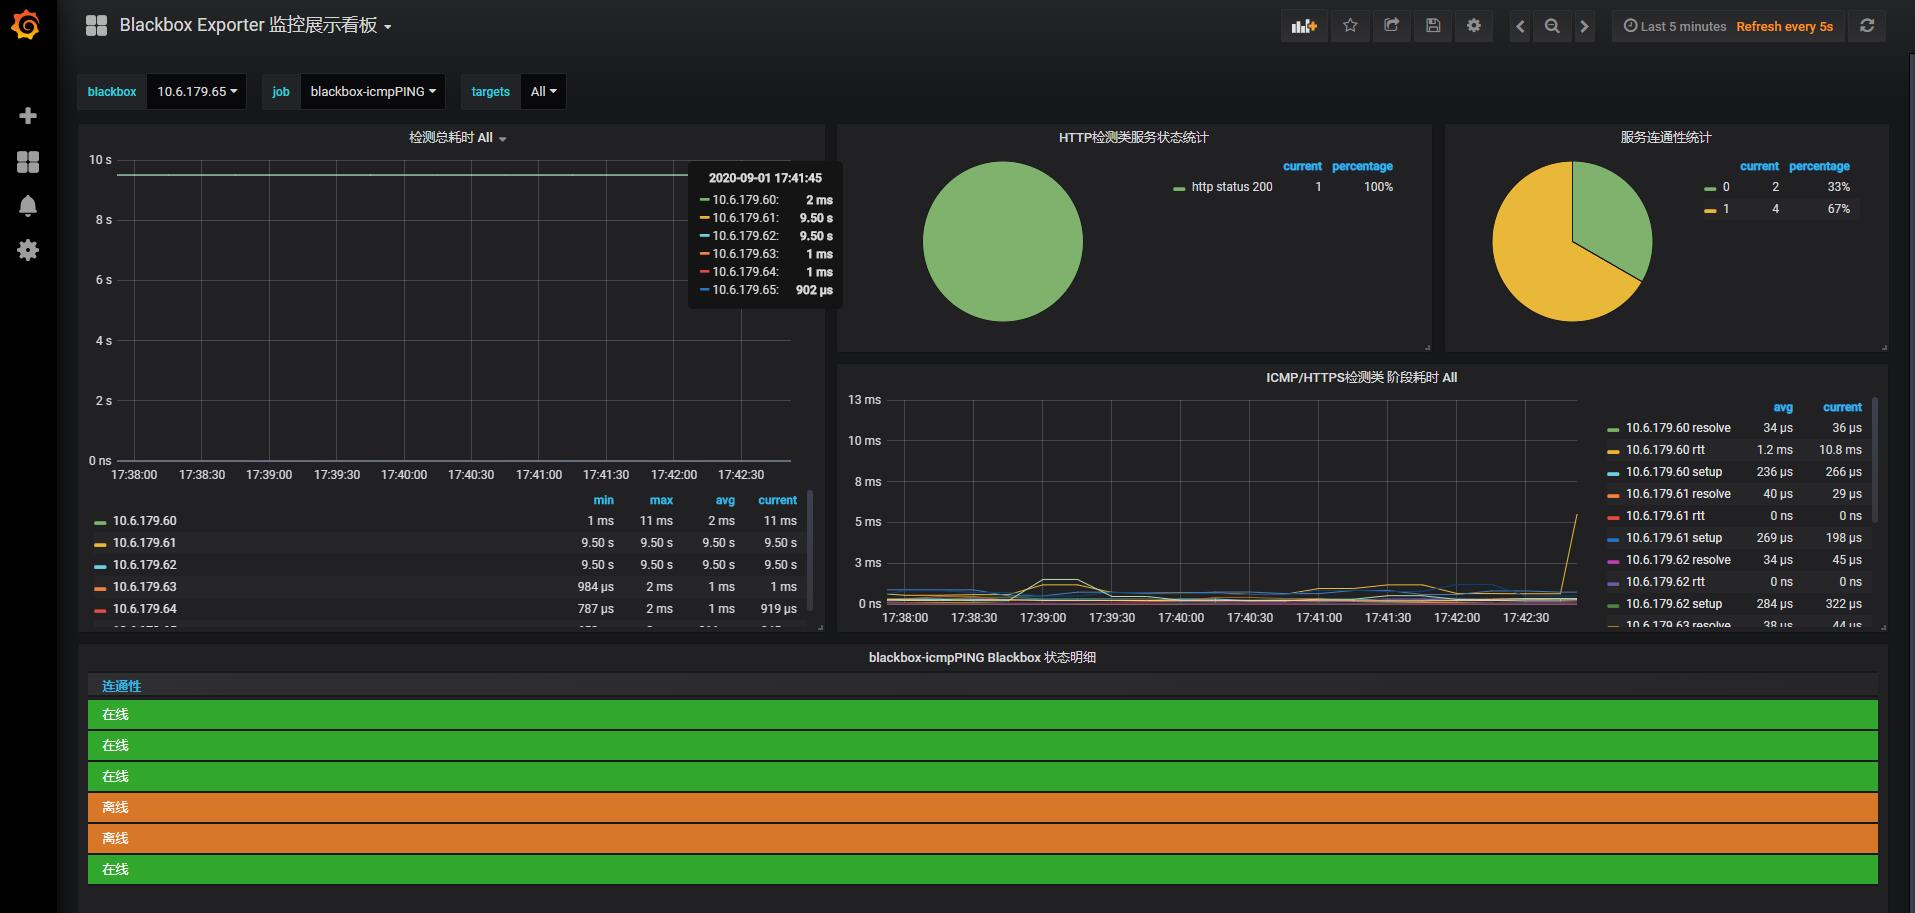 Blackbox Exporter 监控展示看板
Last 5 minutes Refresh every 5s
blackbox 10.6.179.65 job blackbox-icmpPING targets All
检测总耗时 All
10 s
8 s
6 s
4 s
2 s
0 ns
17:38:00 17:38:30 17:39:00 17:39:30 17:40:00 17:40:30 17:41:00 17:41:30 17:42:00 17:42:30
2020-09-01 17:41:45
10.6.179.60: 2 ms
10.6.179.61: 9.50 s
10.6.179.62: 9.50 s
10.6.179.63: 1 ms
10.6.179.64: 1 ms
10.6.179.65: 902 µs
min max avg current
10.6.179.60 1 ms 11 ms 2 ms 11 ms
10.6.179.61 9.50 s 9.50 s 9.50 s 9.50 s
10.6.179.62 9.50 s 9.50 s 9.50 s 9.50 s
10.6.179.63 984 µs 2 ms 1 ms 1 ms
10.6.179.64 787 µs 2 ms 1 ms 919 µs
HTTP检测类服务状态统计
current percentage
http status 200 1 100%
服务连通性统计
current percentage
0 2 33%
1 4 67%
ICMP/HTTPS检测类 阶段耗时 All
13 ms
10 ms
8 ms
5 ms
3 ms
0 ns
17:38:00 17:38:30 17:39:00 17:39:30 17:40:00 17:40:30 17:41:00 17:41:30 17:42:00 17:42:30
avg current
10.6.179.60 resolve 34 µs 36 µs
10.6.179.60 rtt 1.2 ms 10.8 ms
10.6.179.60 setup 236 µs 266 µs
10.6.179.61 resolve 40 µs 29 µs
10.6.179.61 rtt 0 ns 0 ns
10.6.179.61 setup 269 µs 198 µs
10.6.179.62 resolve 34 µs 45 µs
10.6.179.62 rtt 0 ns 0 ns
10.6.179.62 setup 284 µs 322 µs
10.6.179.63 resolve 38 µs 44 µs
blackbox-icmpPING Blackbox 状态明细
连通性
在线
在线
在线
离线
离线
在线